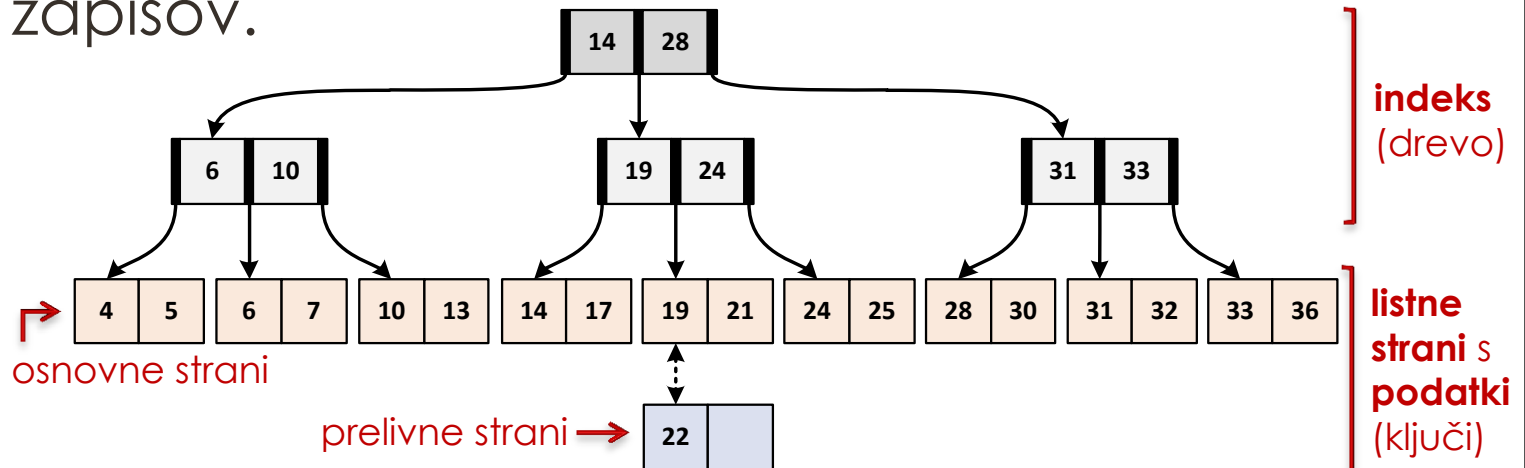 zapisov.
14 28
indeks
(drevo)
6 10 19 24 31 33
4 5 6 7 10 13 14 17 19 21 24 25 28 30 31 32 33 36
listne
strani s
podatki
(ključi)
osnovne strani
prelivne strani
22